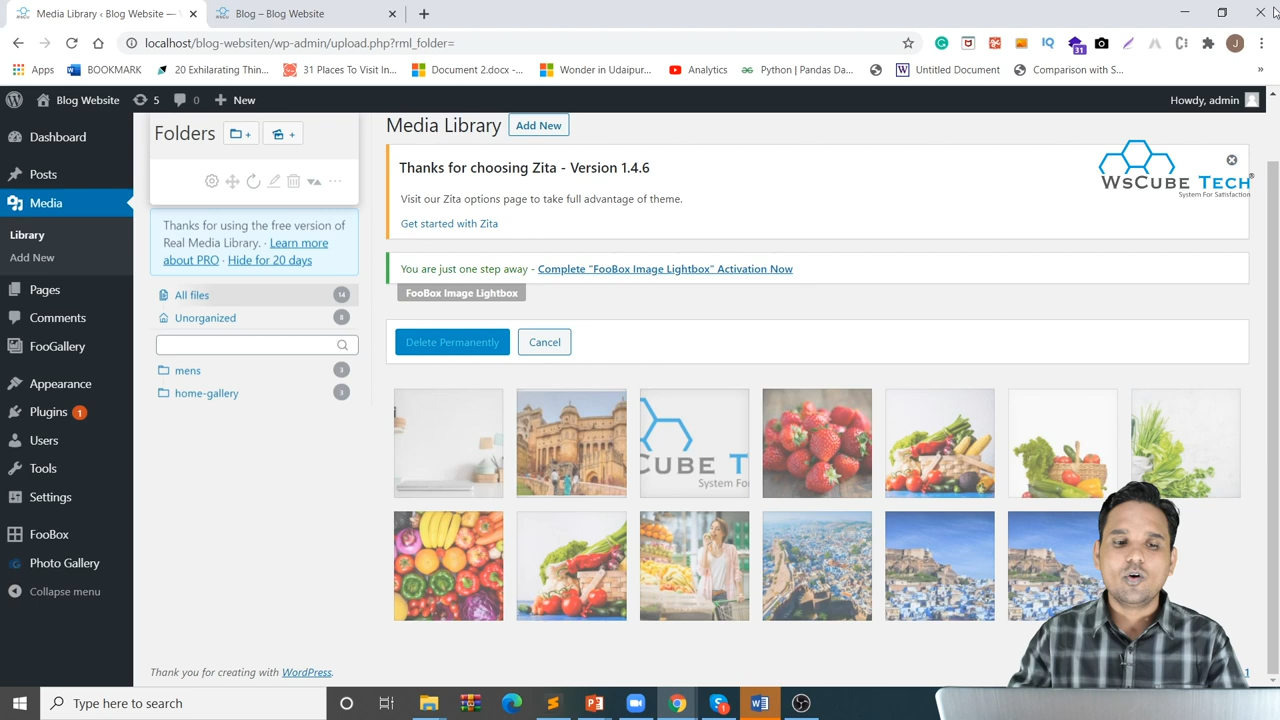 Media Library ‹ Blog Website —
Blog – Blog Website
localhost/blog-websiten/wp-admin/upload.php?rml_folder=
31
J
Apps
BOOKMARK
20 Exhilarating Thin...
31 Places To Visit In...
Document 2.docx -...
Wonder in Udaipur...
Analytics
Python | Pandas Da...
Untitled Document
Comparison with S...
»
Blog Website
5
0
New
Howdy, admin
Dashboard
Posts
Media
Library
Add New
Pages
Comments
FooGallery
Appearance
Plugins 1
Users
Tools
Settings
FooBox
Photo Gallery
Collapse menu
Folders
Thanks for using the free version of
Real Media Library. · Learn more
about PRO · Hide for 20 days
All files 14
Unorganized 8
mens 3
home-gallery 3
Media Library
Add New
Thanks for choosing Zita - Version 1.4.6
Visit our Zita options page to take full advantage of theme.
Get started with Zita
WsCube Tech®
System For Satisfaction
You are just one step away - Complete "FooBox Image Lightbox" Activation Now
FooBox Image Lightbox
Delete Permanently
Cancel
CUBE T
System For
Thank you for creating with WordPress.
1
Type here to search